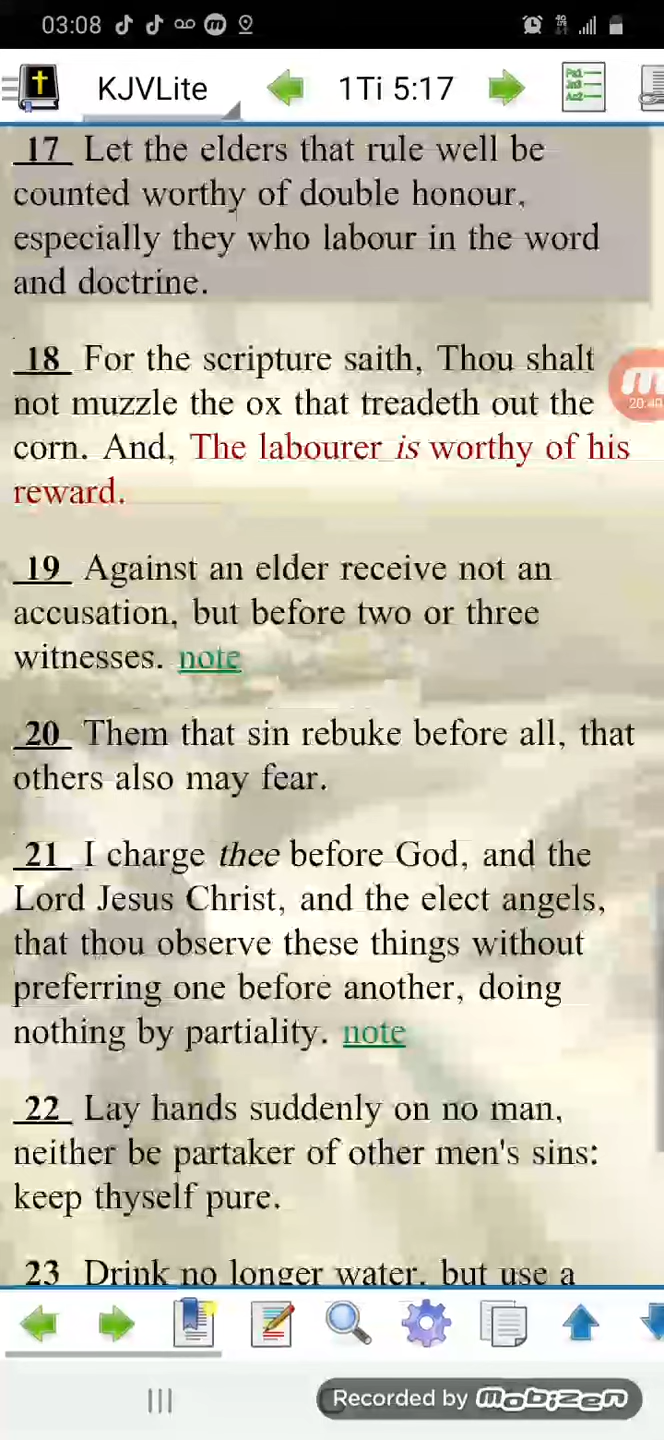 03:08
KJVLite 1Ti 5:17
17 Let the elders that rule well be
counted worthy of double honour,
especially they who labour in the word
and doctrine.
18 For the scripture saith, Thou shalt
not muzzle the ox that treadeth out the
corn. And, The labourer is worthy of his
reward.
20:40
19 Against an elder receive not an
accusation, but before two or three
witnesses. note
20 Them that sin rebuke before all, that
others also may fear.
21 I charge thee before God, and the
Lord Jesus Christ, and the elect angels,
that thou observe these things without
preferring one before another, doing
nothing by partiality. note
22 Lay hands suddenly on no man,
neither be partaker of other men's sins:
keep thyself pure.
23 Drink no longer water, but use a
Recorded by mobizen